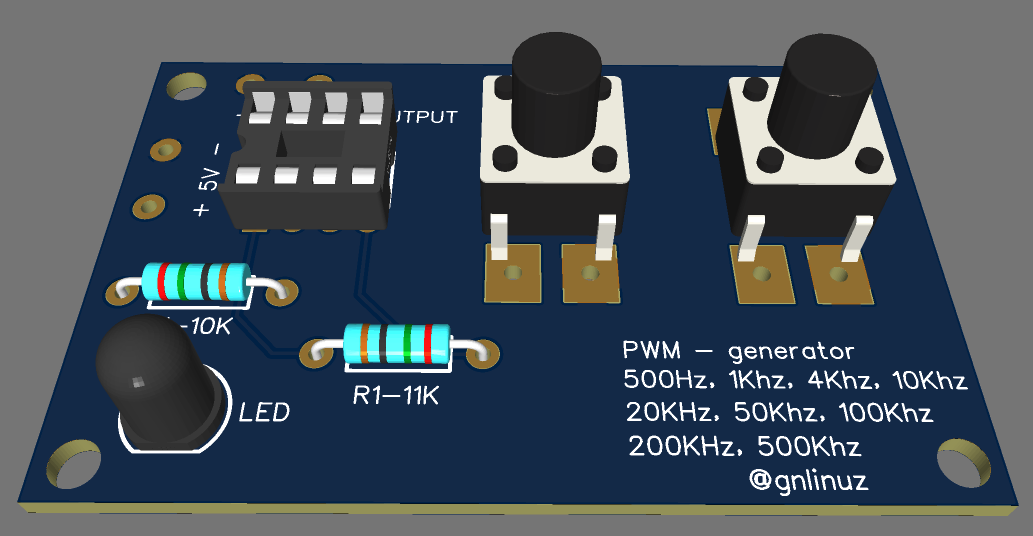 UTPUT
+ 5V –
-10K
R1-11K
LED
PWM - generator
500Hz, 1Khz, 4Khz, 10Khz
20KHz, 50Khz, 100Khz
200KHz, 500Khz
@gnlinuz